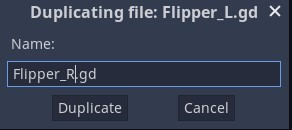 Duplicating file: Flipper_L.gd
Name:
Flipper_R.gd
Duplicate Cancel